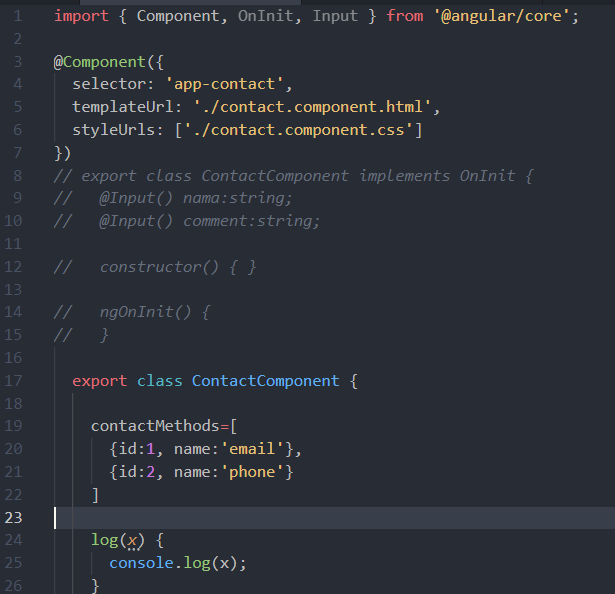 1 import { Component, OnInit, Input } from '@angular/core';
2
3 @Component({
4 selector: 'app-contact',
5 templateUrl: './contact.component.html',
6 styleUrls: ['./contact.component.css']
7 })
8 // export class ContactComponent implements OnInit {
9 // @Input() nama:string;
10 // @Input() comment:string;
11
12 // constructor() { }
13
14 // ngOnInit() {
15 // }
16
17 export class ContactComponent {
18
19 contactMethods=[
20 {id:1, name:'email'},
21 {id:2, name:'phone'}
22 ]
23
24 log(x) {
25 console.log(x);
26 }